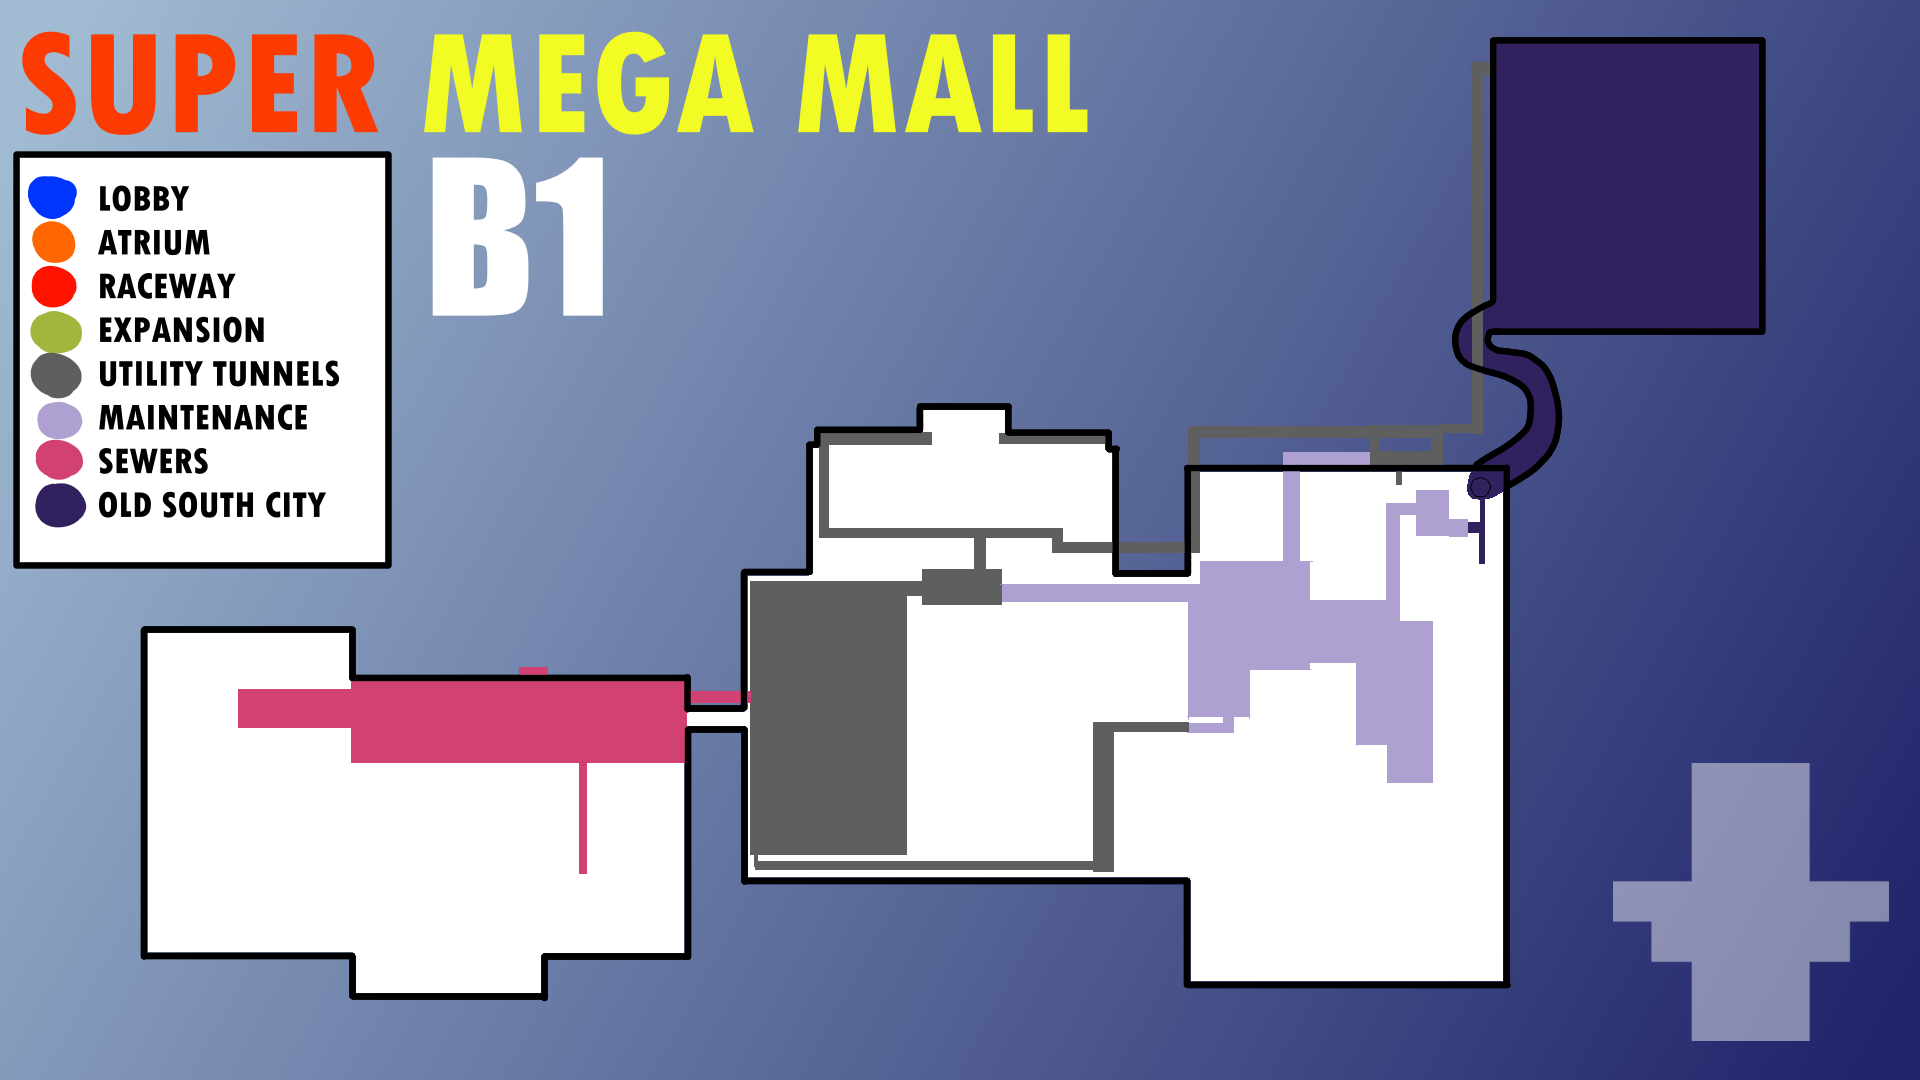 SUPER MEGA MALL
B1
LOBBY
ATRIUM
RACEWAY
EXPANSION
UTILITY TUNNELS
MAINTENANCE
SEWERS
OLD SOUTH CITY